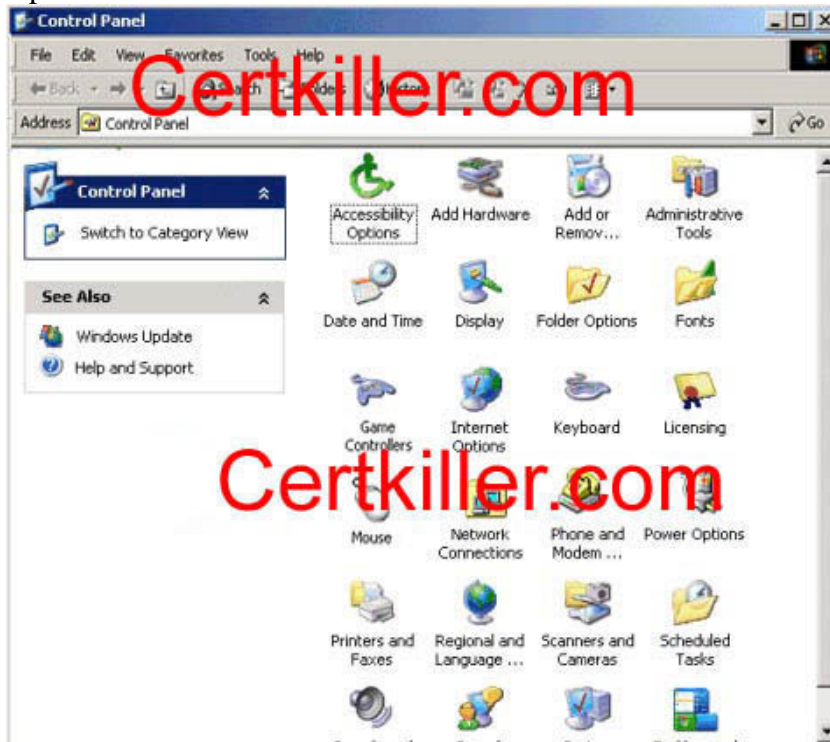 Control Panel
File Edit View Favorites Tools Help
Certkiller.com
Back Search Folders History
Address Control Panel Go
Control Panel
Switch to Category View
See Also
Windows Update
Help and Support
Accessibility Options
Add Hardware
Add or Remov...
Administrative Tools
Date and Time
Display
Folder Options
Fonts
Game Controllers
Internet Options
Keyboard
Licensing
Certkiller.com
Mouse
Network Connections
Phone and Modem ...
Power Options
Printers and Faxes
Regional and Language ...
Scanners and Cameras
Scheduled Tasks